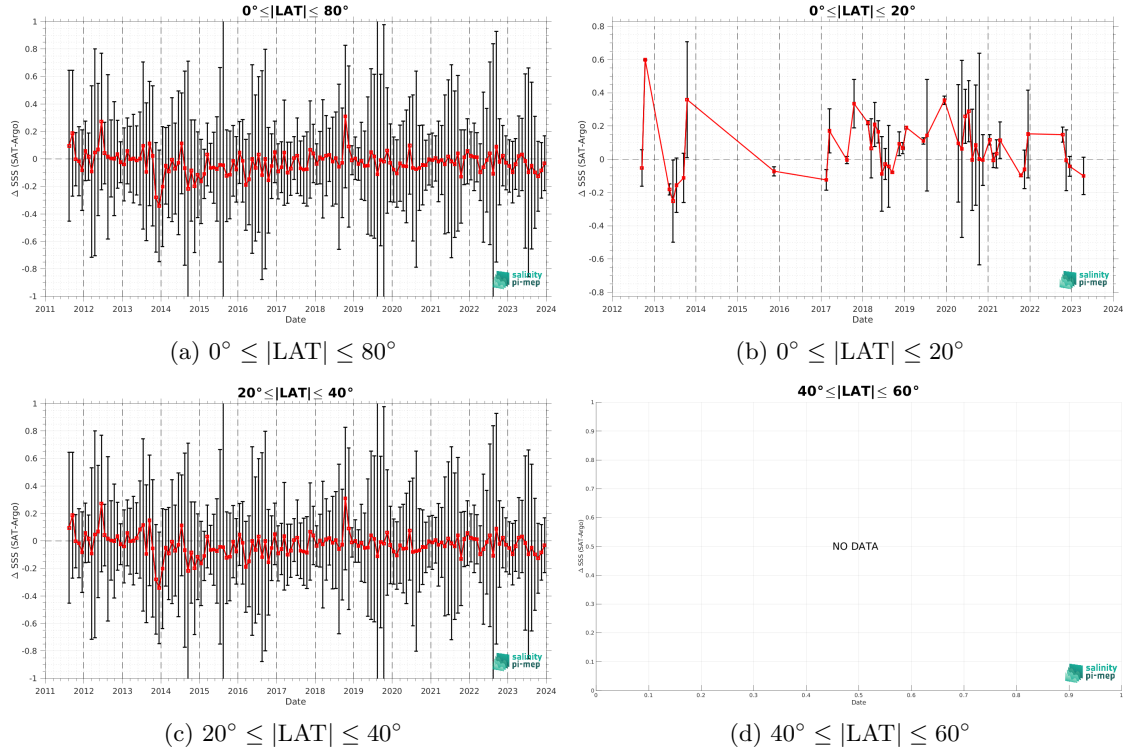 0°≤|LAT|≤ 80°
1
0.8
0.6
0.4
0.2
0
-0.2
-0.4
-0.6
-0.8
-1
Δ SSS (SAT-Argo)
2011 2012 2013 2014 2015 2016 2017 2018 2019 2020 2021 2022 2023 2024
Date
salinity
pi-mep
(a) 0° ≤ |LAT| ≤ 80°
0°≤|LAT|≤ 20°
0.8
0.6
0.4
0.2
0
-0.2
-0.4
-0.6
-0.8
Δ SSS (SAT-Argo)
2012 2013 2014 2015 2016 2017 2018 2019 2020 2021 2022 2023 2024
Date
salinity
pi-mep
(b) 0° ≤ |LAT| ≤ 20°
20°≤|LAT|≤ 40°
1
0.8
0.6
0.4
0.2
0
-0.2
-0.4
-0.6
-0.8
-1
Δ SSS (SAT-Argo)
2011 2012 2013 2014 2015 2016 2017 2018 2019 2020 2021 2022 2023 2024
Date
salinity
pi-mep
(c) 20° ≤ |LAT| ≤ 40°
40°≤|LAT|≤ 60°
1
0.9
0.8
0.7
0.6
0.5
0.4
0.3
0.2
0.1
0
Δ SSS (SAT-Argo)
NO DATA
0 0.1 0.2 0.3 0.4 0.5 0.6 0.7 0.8 0.9 1
Date
salinity
pi-mep
(d) 40° ≤ |LAT| ≤ 60°